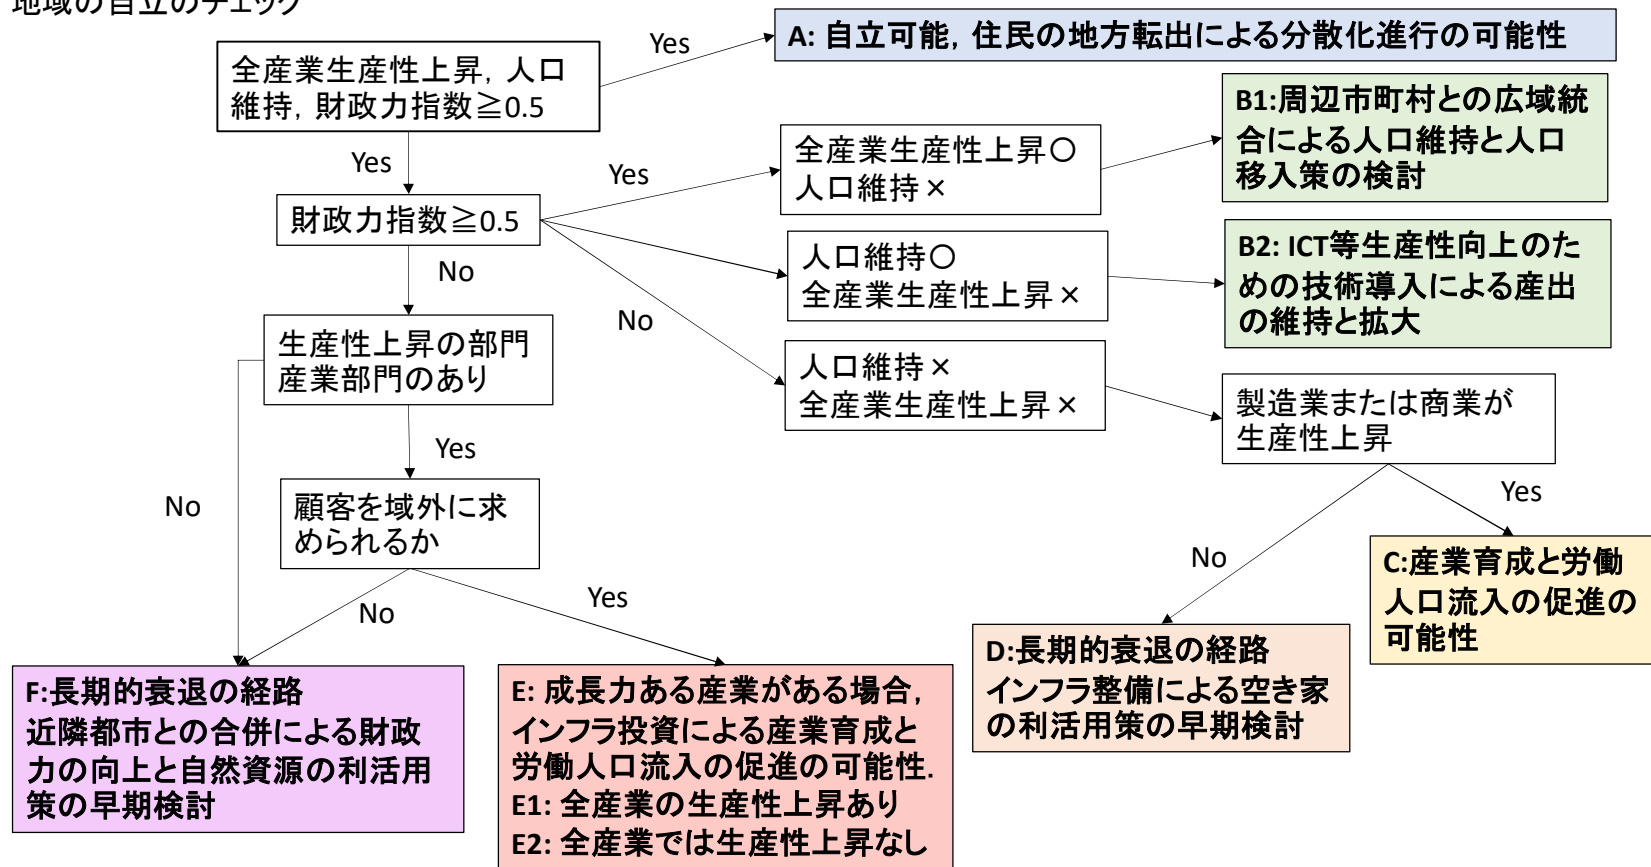 地域の自立のチェック
Yes
A: 自立可能，住民の地方転出による分散化進行の可能性
全産業生産性上昇，人口
維持，財政力指数≧0.5
B1:周辺市町村との広域統
合による人口維持と人口
移入策の検討
Yes
Yes
全産業生産性上昇〇
人口維持×
財政力指数≧0.5
人口維持〇
全産業生産性上昇×
B2: ICT等生産性向上のた
めの技術導入による産出
の維持と拡大
No
No
生産性上昇の部門
産業部門のあり
人口維持×
全産業生産性上昇×
製造業または商業が
生産性上昇
Yes
No
顧客を域外に求
められるか
Yes
No
C:産業育成と労働
人口流入の促進の
可能性
No
Yes
D:長期的衰退の経路
インフラ整備による空き家
の利活用策の早期検討
F:長期的衰退の経路
近隣都市との合併による財政
力の向上と自然資源の利活用
策の早期検討
E: 成長力ある産業がある場合，
インフラ投資による産業育成と
労働人口流入の促進の可能性.
E1: 全産業の生産性上昇あり
E2: 全産業では生産性上昇なし